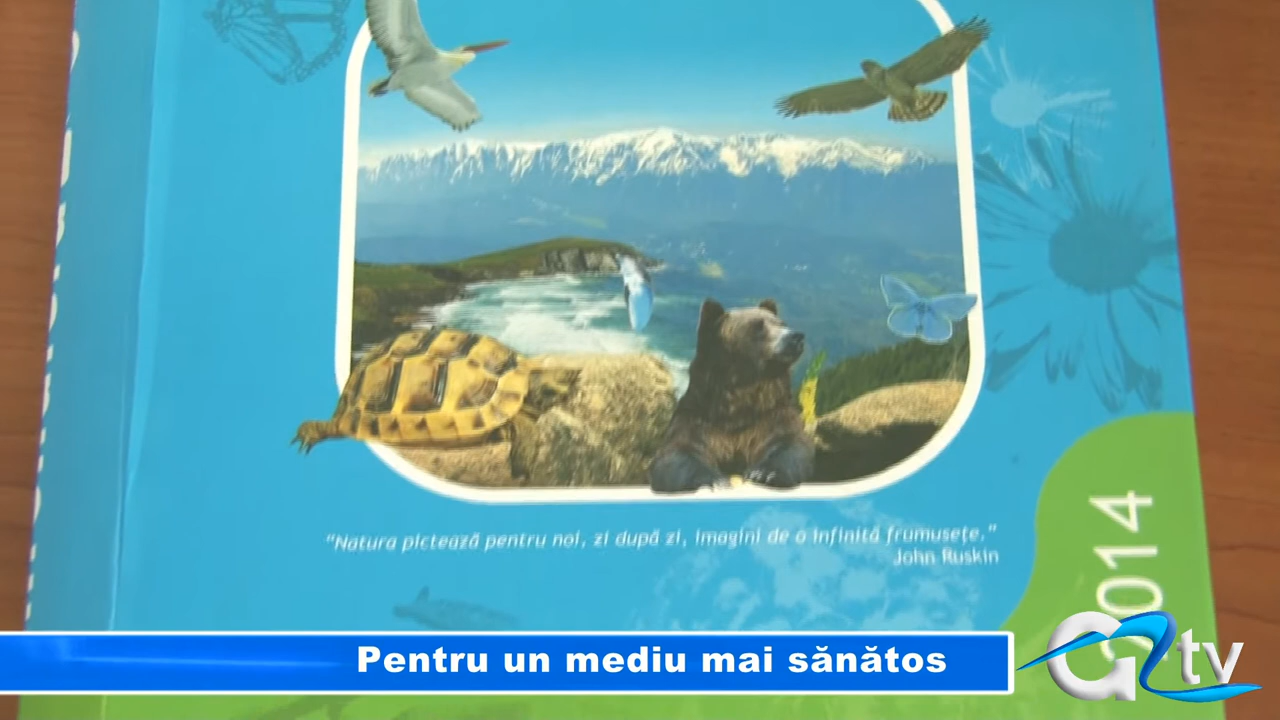 "Natura pictează pentru noi, zi după zi, imagini de o infinită frumusețe."
John Ruskin
2014
Pentru un mediu mai sănătos
G2tv